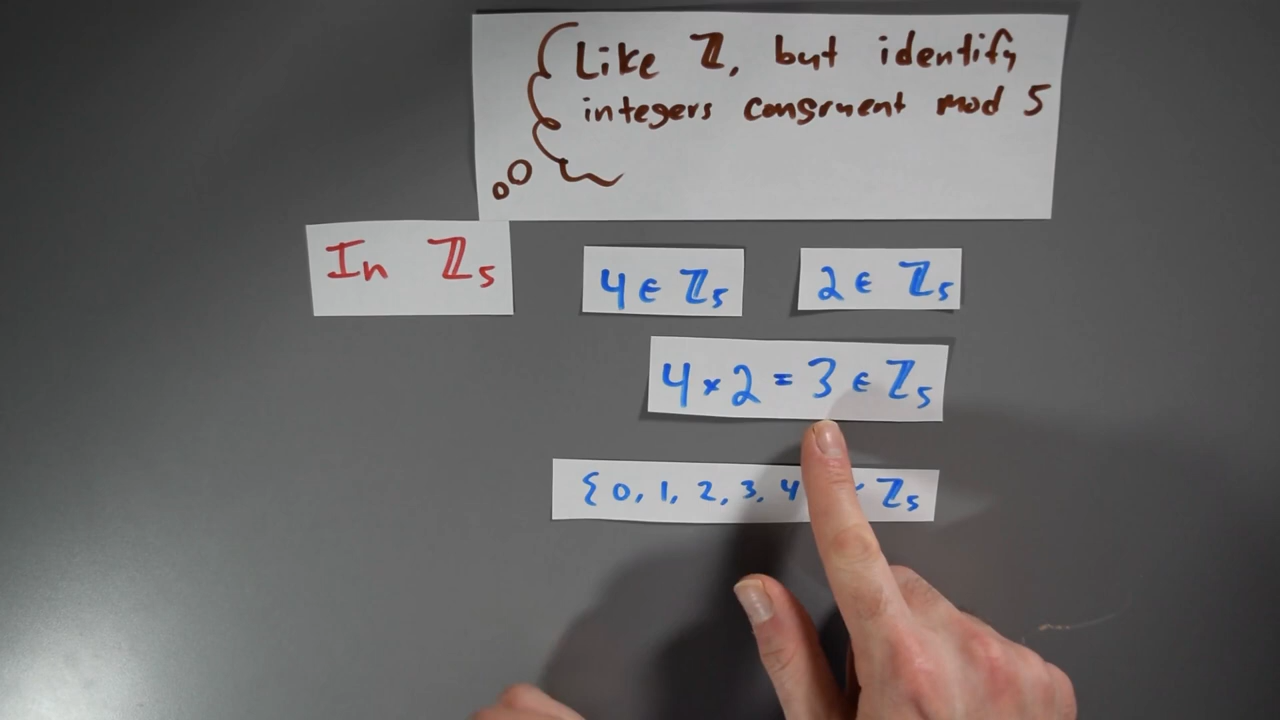 Like ℤ, but identify
integers congruent mod 5
In ℤ₅
4 ∈ ℤ₅
2 ∈ ℤ₅
4 × 2 = 3 ∈ ℤ₅
{0, 1, 2, 3, 4 ℤ₅